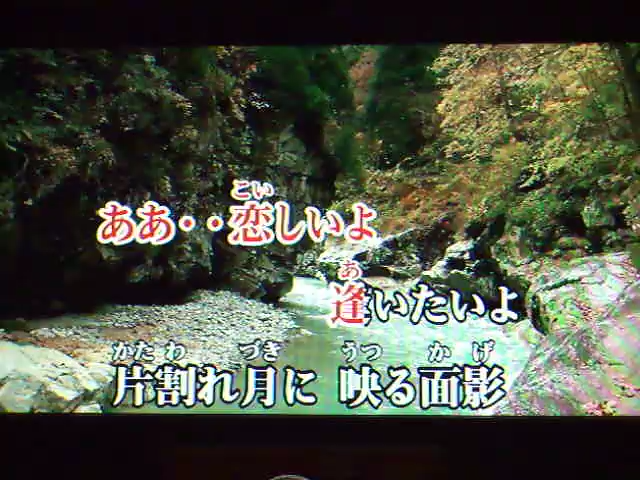 こい
ああ・・恋しいよ
あ
逢いたいよ
かた わ づき うつ かげ
片割れ月に 映る面影